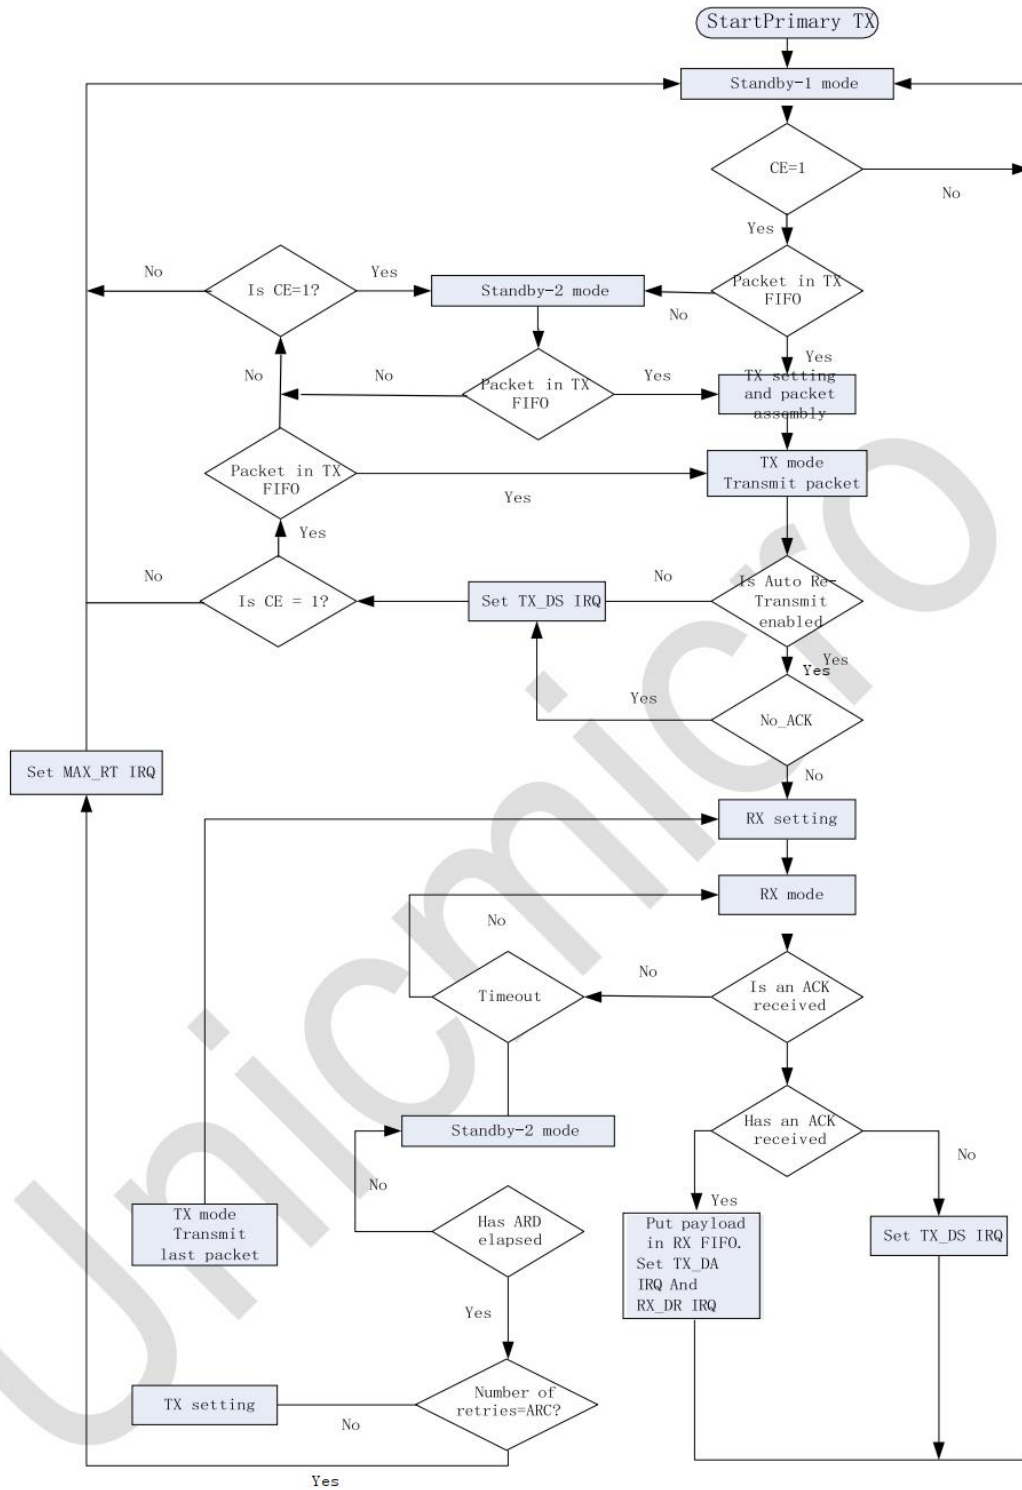 StartPrimary TX
Standby-1 mode
CE=1
No
Yes
No
Is CE=1?
Yes
Standby-2 mode
Packet in TX
FIFO
No
Yes
No
No
Packet in TX
FIFO
Yes
TX setting
and packet
assembly
Packet in TX
FIFO
Yes
TX mode
Transmit packet
Yes
No
Is CE = 1?
Set TX_DS IRQ
No
Is Auto Re-
Transmit
enabled
Yes
Yes
Yes
No_ACK
Set MAX_RT IRQ
No
RX setting
RX mode
No
Timeout
No
Is an ACK
received
Standby-2 mode
Has an ACK
received
No
No
Yes
TX mode
Transmit
last packet
Has ARD
elapsed
Put payload
in RX FIFO.
Set TX_DA
IRQ And
RX_DR IRQ
Set TX_DS IRQ
Yes
TX setting
No
Number of
retries=ARC?
Yes
Unicmicro